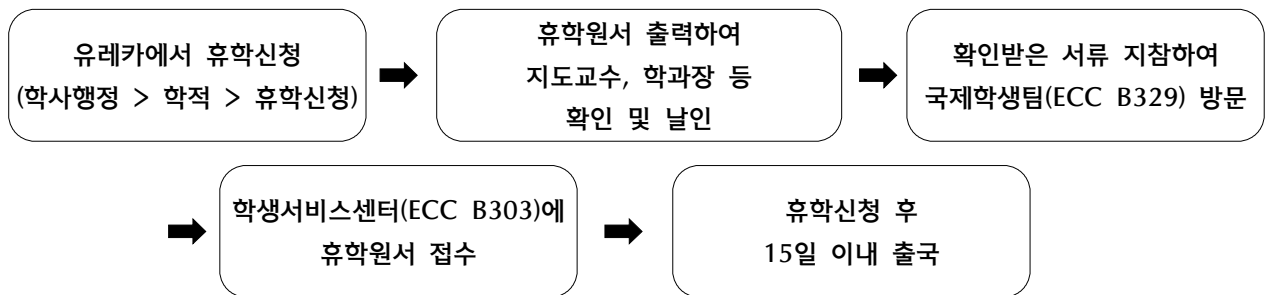 유레카에서 휴학신청
(학사행정 > 학적 > 휴학신청)
휴학원서 출력하여
지도교수, 학과장 등
확인 및 날인
확인받은 서류 지참하여
국제학생팀(ECC B329) 방문
학생서비스센터(ECC B303)에
휴학원서 접수
휴학신청 후
15일 이내 출국